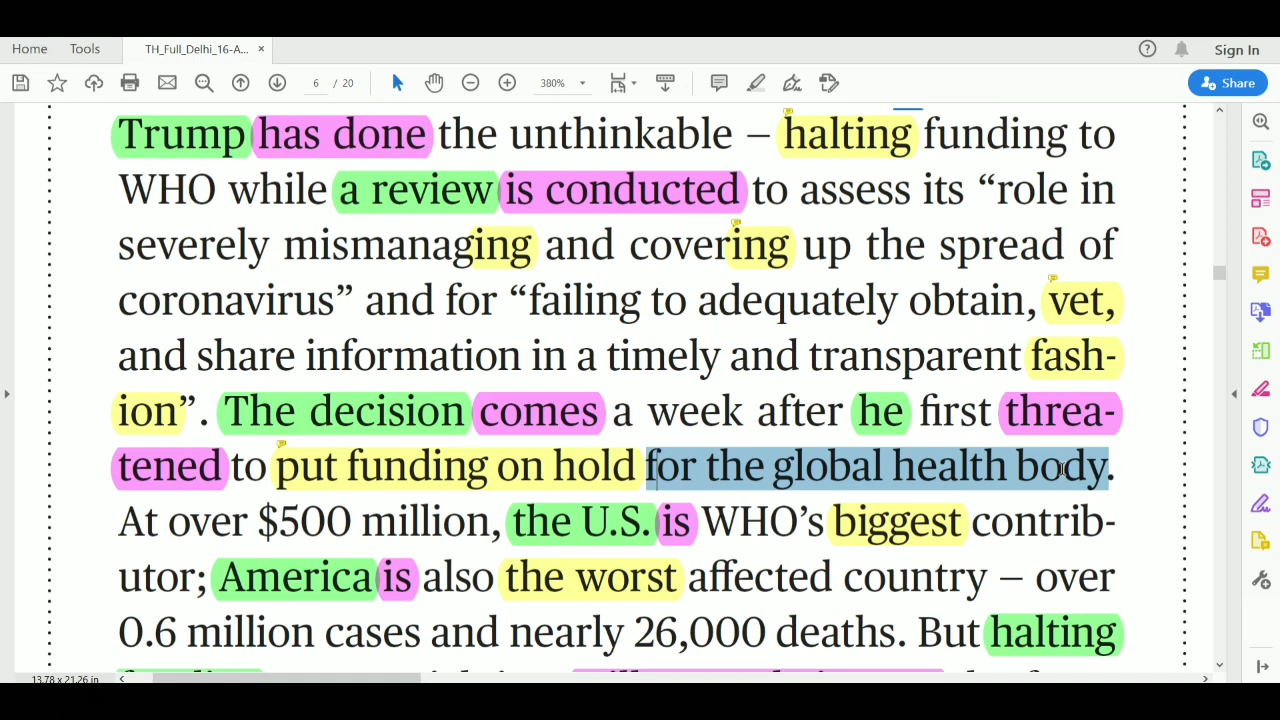 Home Tools TH_Full_Delhi_16-A... × Sign In
6 / 20 380% Share
Trump has done the unthinkable – halting funding to
WHO while a review is conducted to assess its “role in
severely mismanaging and covering up the spread of
coronavirus” and for “failing to adequately obtain, vet,
and share information in a timely and transparent fash-
ion”. The decision comes a week after he first threa-
tened to put funding on hold for the global health body.
At over $500 million, the U.S. is WHO’s biggest contrib-
utor; America is also the worst affected country – over
0.6 million cases and nearly 26,000 deaths. But halting
13.78 x 21.26 in